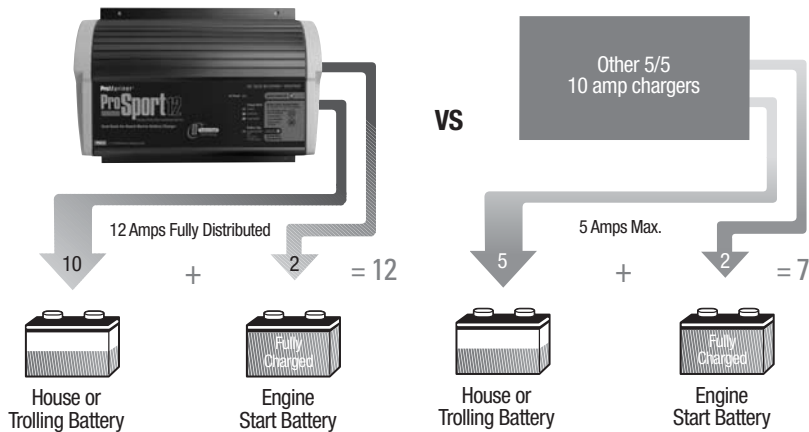 ProMariner
ProSport 12
Other 5/5
10 amp chargers
VS
12 Amps Fully Distributed
5 Amps Max.
10
+
2
= 12
5
+
2
= 7
Fully
Charged
Fully
Charged
House or
Trolling Battery
Engine
Start Battery
House or
Trolling Battery
Engine
Start Battery